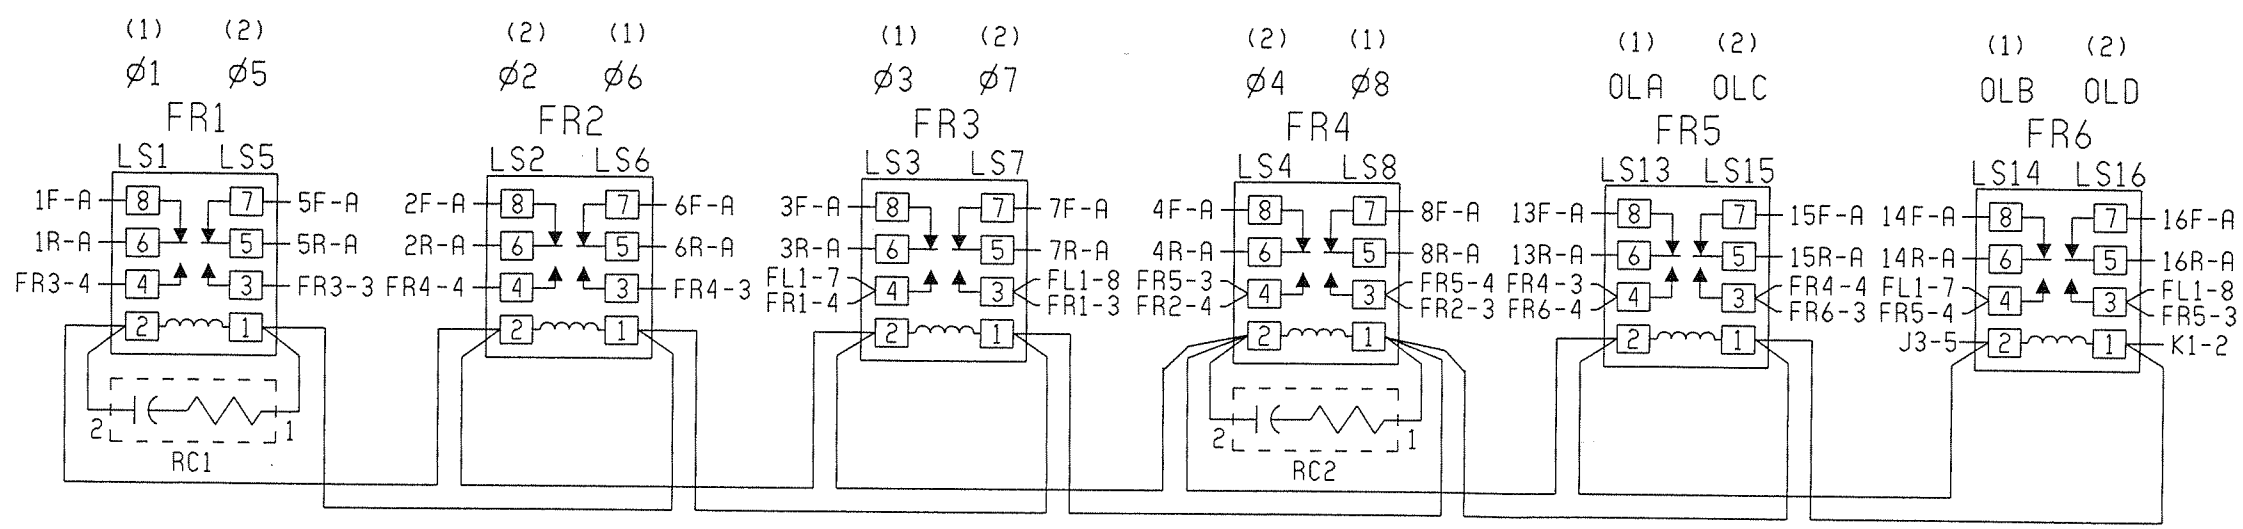 (1) (2) (2) (1) (1) (2) (2) (1) (1) (2) (1) (2)
Ø1 Ø5 Ø2 Ø6 Ø3 Ø7 Ø4 Ø8 OLA OLC OLB OLD
FR1 FR2 FR3 FR4 FR5 FR6
LS1 LS5 LS2 LS6 LS3 LS7 LS4 LS8 LS13 LS15 LS14 LS16
1F-A 8 7 5F-A 2F-A 8 7 6F-A 3F-A 8 7 7F-A 4F-A 8 7 8F-A 13F-A 8 7 15F-A 14F-A 8 7 16F-A
1R-A 6 5 5R-A 2R-A 6 5 6R-A 3R-A 6 5 7R-A 4R-A 6 5 8R-A 13R-A 6 5 15R-A 14R-A 6 5 16R-A
FL1-7 FL1-8 FR5-3 FR5-4 FR4-3 FR4-4 FL1-7 FL1-8
FR3-4 4 3 FR3-3 FR4-4 4 3 FR4-3 4 3 4 3 4 3 4 3
FR1-4 FR1-3 FR2-4 FR2-3 FR6-4 FR6-3 FR5-4 FR5-3
2 1 2 1 2 1 2 1 2 1 J3-5 2 1 K1-2
2 1 2 1
RC1 RC2